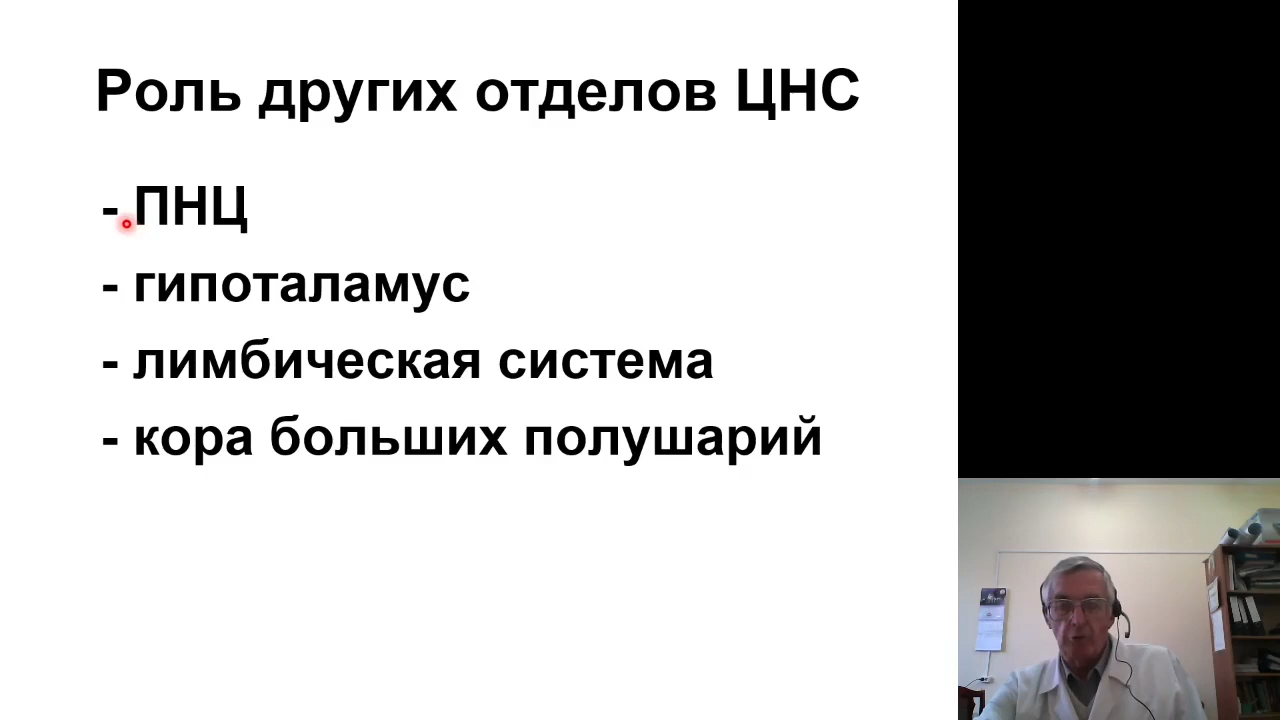 Роль других отделов ЦНС
- ПНЦ
- гипоталамус
- лимбическая система
- кора больших полушарий